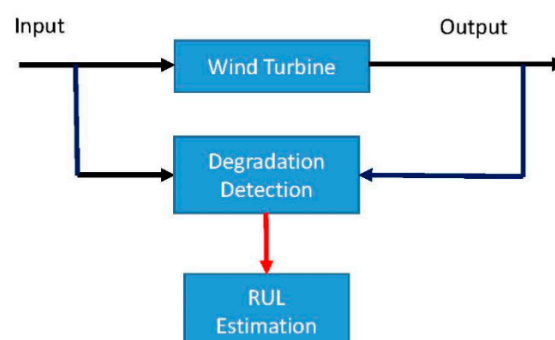 Input
Output
Wind Turbine
Degradation
Detection
RUL
Estimation